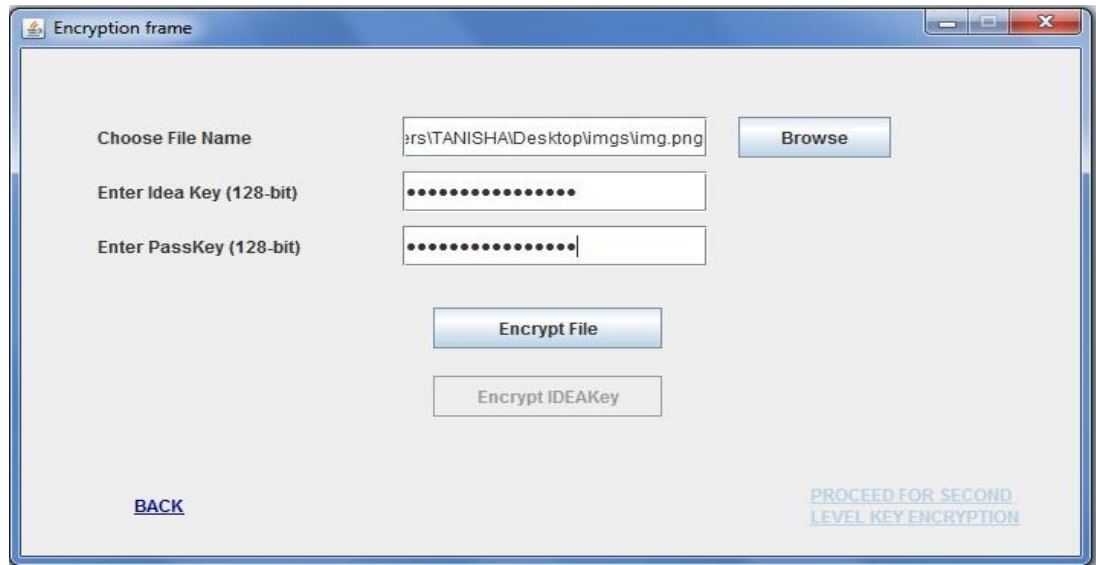 Encryption frame
Choose File Name
ers\TANISHA\Desktop\imgs\img.png
Browse
Enter Idea Key (128-bit)
••••••••••••••••
Enter PassKey (128-bit)
••••••••••••••••
Encrypt File
Encrypt IDEAKey
BACK
PROCEED FOR SECOND
LEVEL KEY ENCRYPTION